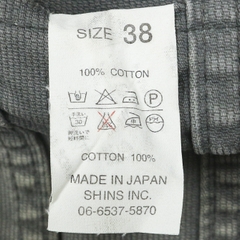 SIZE 38
100% COTTON
P
COTTON 100%
MADE IN JAPAN
SHINS INC.
06-6537-5870